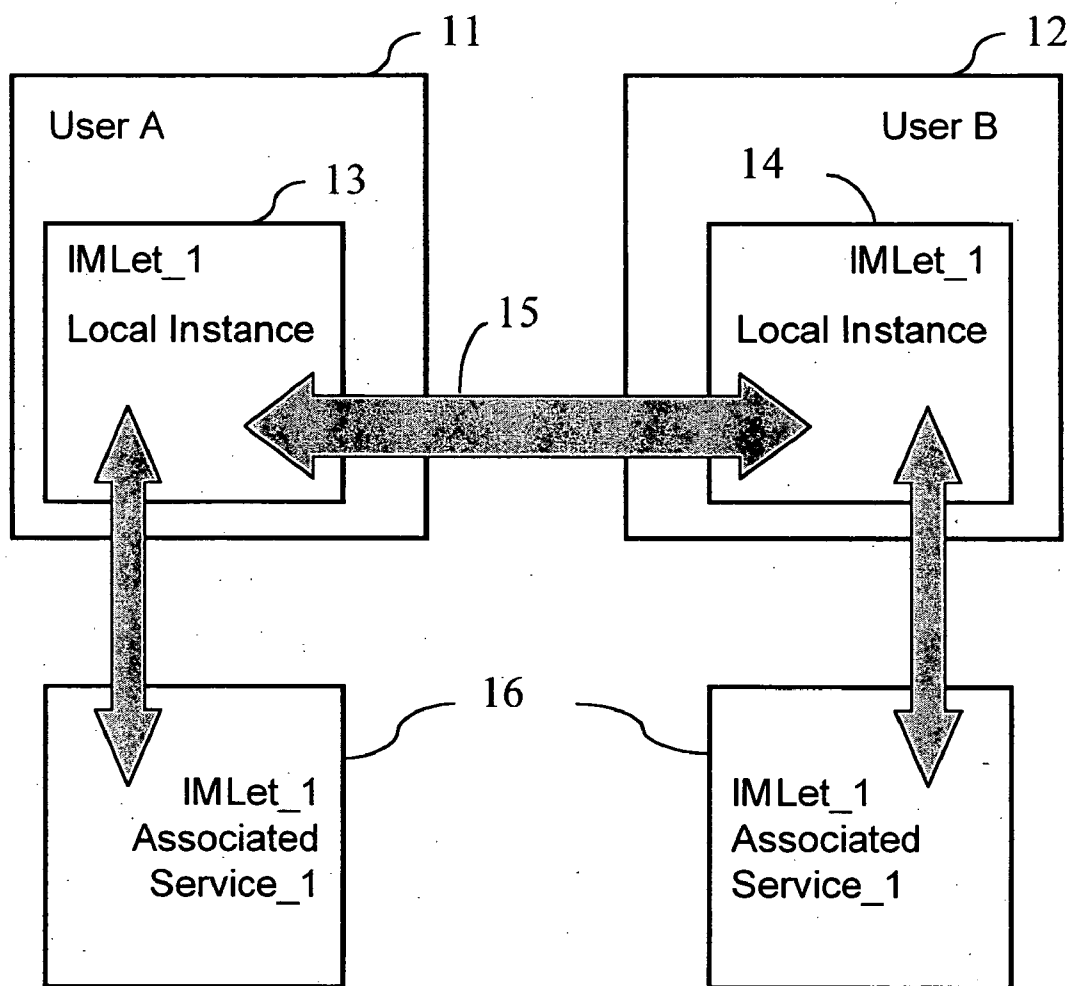 11
12
User A
User B
13
14
IMLet_1
Local Instance
IMLet_1
Local Instance
15
16
IMLet_1
Associated
Service_1
IMLet_1
Associated
Service_1